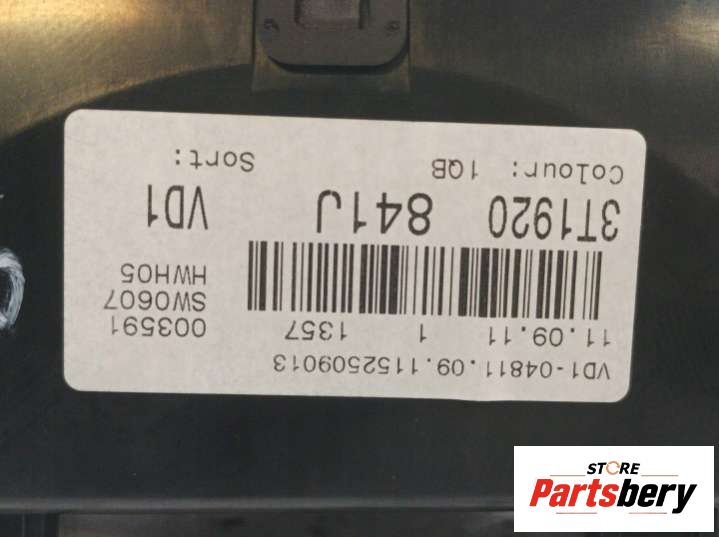 VD1-04811.09.1152509013
11.09.11 1 1357 003591
SW0607
HWH05
3T1920 841J VD1
Colour: 1QB Sort:
STORE
Partsbery